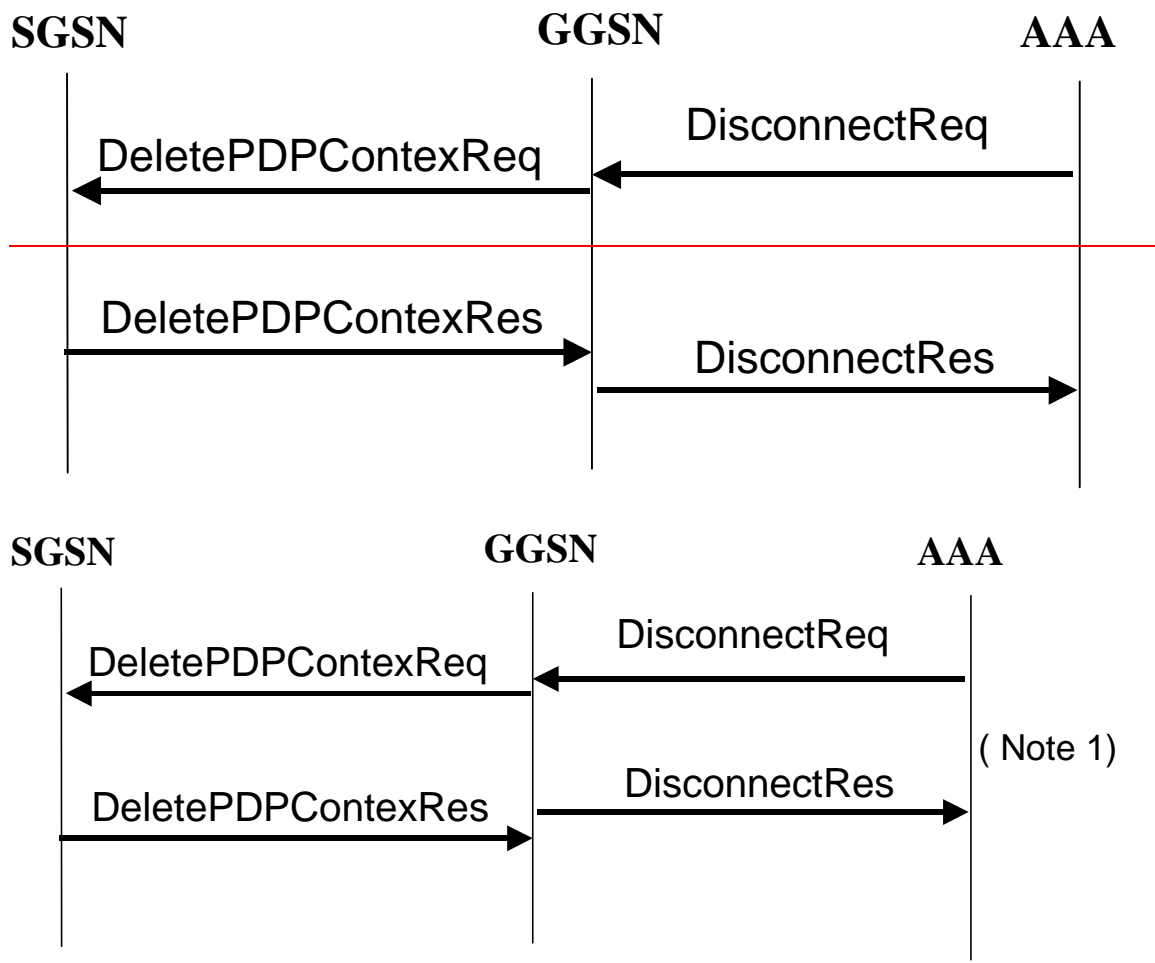 SGSN GGSN AAA
DisconnectReq
DeletePDPContexReq
DeletePDPContexRes
DisconnectRes
SGSN GGSN AAA
DisconnectReq
DeletePDPContexReq
( Note 1)
DisconnectRes
DeletePDPContexRes